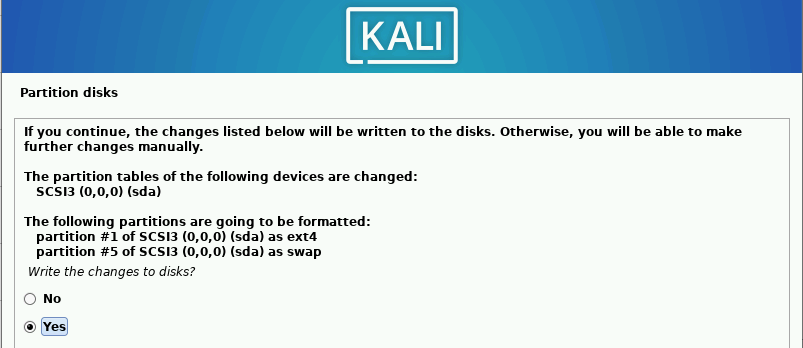 KALI
Partition disks
If you continue, the changes listed below will be written to the disks. Otherwise, you will be able to make
further changes manually.
The partition tables of the following devices are changed:
SCSI3 (0,0,0) (sda)
The following partitions are going to be formatted:
partition #1 of SCSI3 (0,0,0) (sda) as ext4
partition #5 of SCSI3 (0,0,0) (sda) as swap
Write the changes to disks?
No
Yes